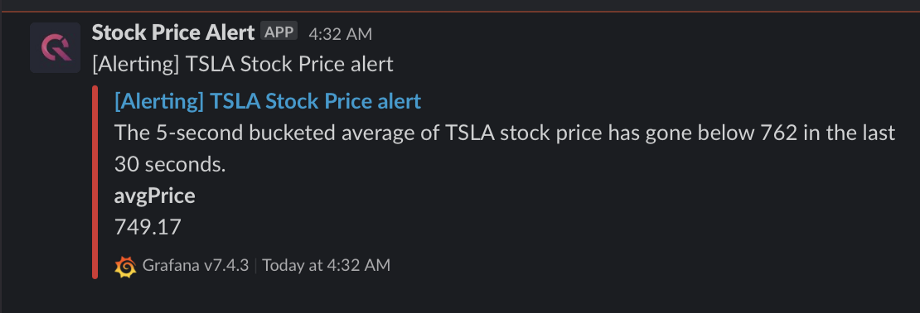 Stock Price Alert APP 4:32 AM
[Alerting] TSLA Stock Price alert
[Alerting] TSLA Stock Price alert
The 5-second bucketed average of TSLA stock price has gone below 762 in the last
30 seconds.
avgPrice
749.17
Grafana v7.4.3 | Today at 4:32 AM